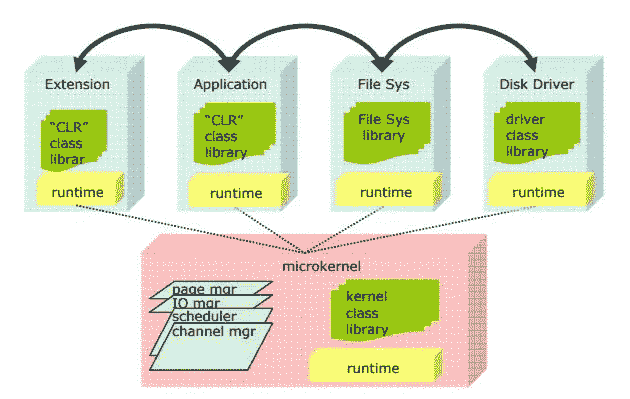 Extension
Application
File Sys
Disk Driver
"CLR"
class
librar
"CLR"
class
library
File Sys
library
driver
class
library
runtime
runtime
runtime
runtime
microkernel
page mgr
IO mgr
scheduler
channel mgr
kernel
class
library
runtime